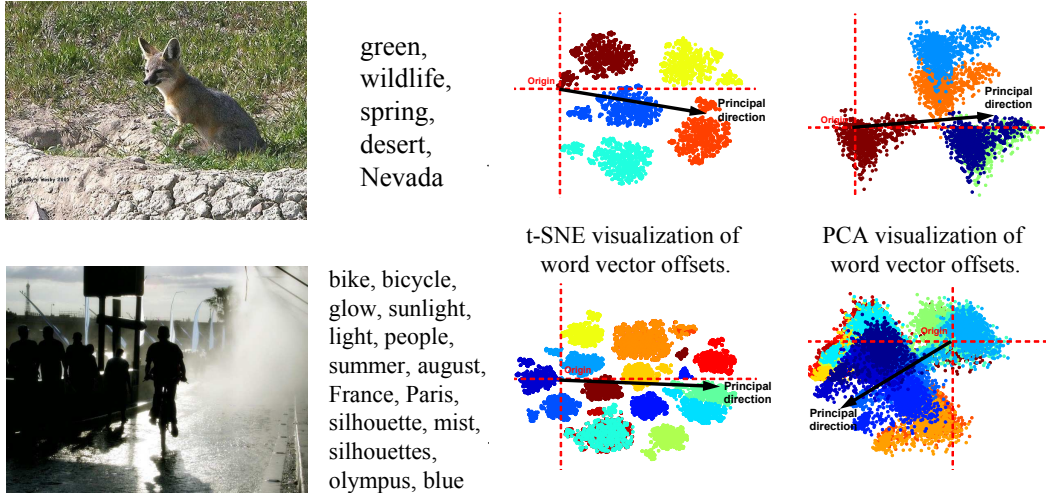 green,
wildlife,
spring,
desert,
Nevada
Origin
Principal
direction
Origin
Principal
direction
t-SNE visualization of
word vector offsets.
PCA visualization of
word vector offsets.
bike, bicycle,
glow, sunlight,
light, people,
summer, august,
France, Paris,
silhouette, mist,
silhouettes,
olympus, blue
Origin
Principal
direction
Origin
Principal
direction